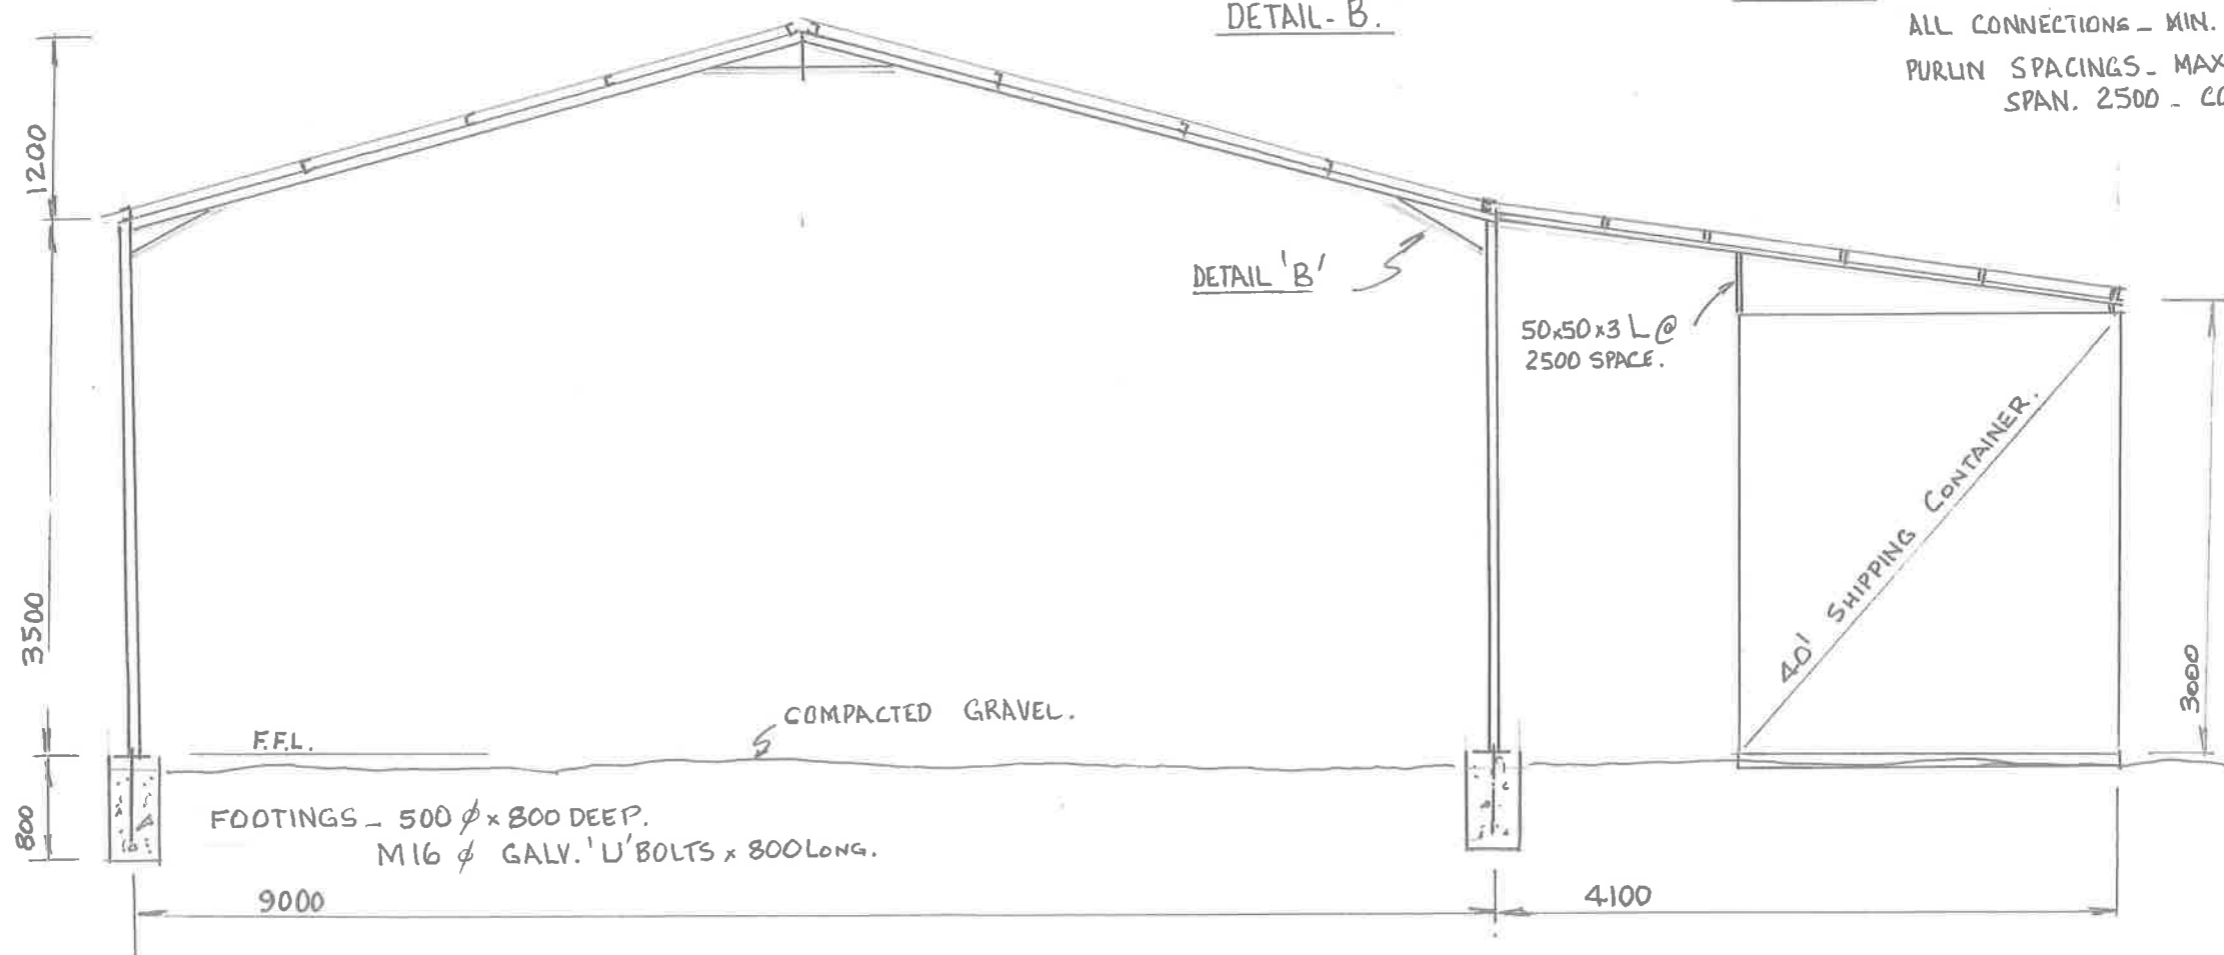 DETAIL - B.
ALL CONNECTIONS - MIN.
PURLIN SPACINGS - MAX
SPAN. 2500 - CO
1200
DETAIL 'B'
50x50x3 L @
2500 SPACE.
40' SHIPPING CONTAINER.
3500
3000
COMPACTED GRAVEL.
F.F.L.
800
FOOTINGS - 500 φ x 800 DEEP.
M16 φ GALV. 'U' BOLTS x 800 LONG.
9000
4100